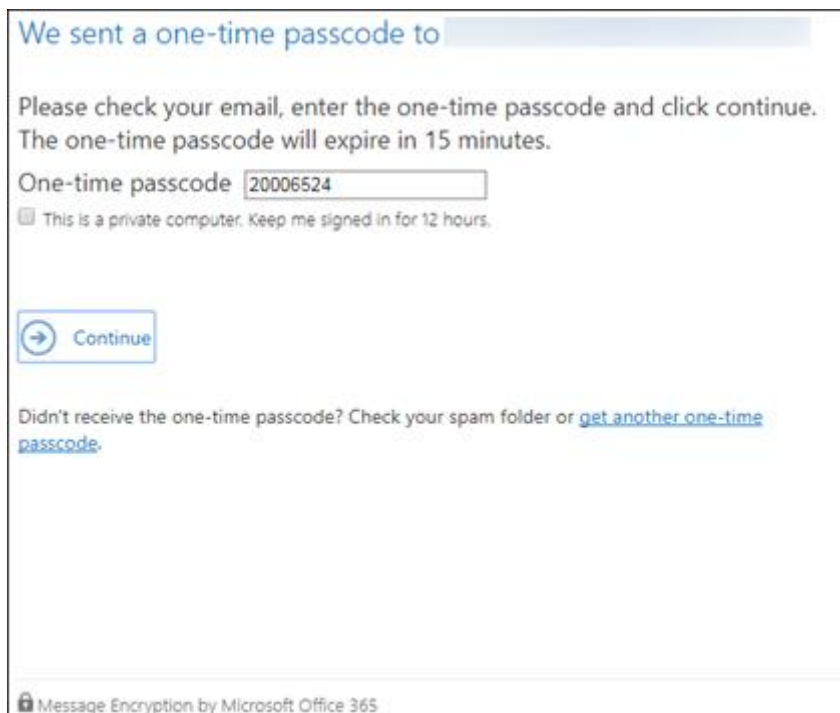 We sent a one-time passcode to
Please check your email, enter the one-time passcode and click continue.
The one-time passcode will expire in 15 minutes.
One-time passcode 20006524
This is a private computer. Keep me signed in for 12 hours.
Continue
Didn't receive the one-time passcode? Check your spam folder or get another one-time
passcode.
Message Encryption by Microsoft Office 365